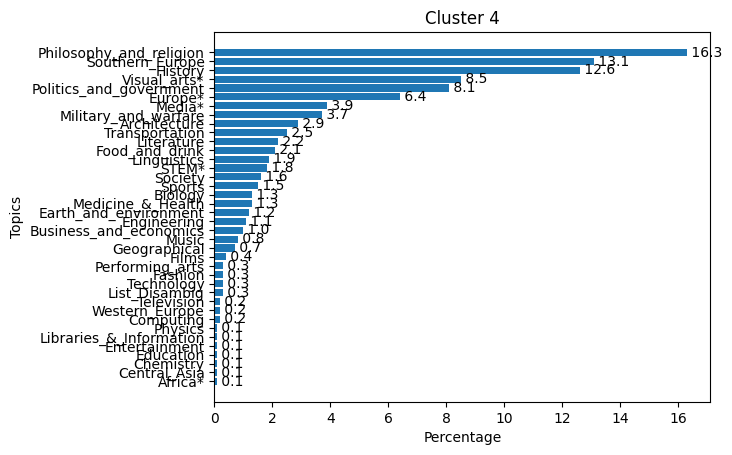 Cluster 4
Philosophy_and_religion 16.3
Southern_Europe 13.1
History 12.6
Visual_arts* 8.5
Politics_and_government 8.1
Europe* 6.4
Media* 3.9
Military_and_warfare 3.7
Architecture 2.9
Transportation 2.5
Literature 2.2
Food_and_drink 2.1
Linguistics 1.9
STEM* 1.8
Society 1.6
Sports 1.5
Biology 1.3
Medicine_&_Health 1.3
Earth_and_environment 1.2
Engineering 1.1
Business_and_economics 1.0
Music 0.8
Geographical 0.7
Films 0.4
Performing_arts 0.3
Fashion 0.3
Technology 0.3
List_Disambig 0.3
Television 0.2
Western_Europe 0.2
Computing 0.2
Physics 0.1
Libraries_&_Information 0.1
Entertainment 0.1
Education 0.1
Chemistry 0.1
Central_Asia 0.1
Africa* 0.1
Topics
0 2 4 6 8 10 12 14 16
Percentage